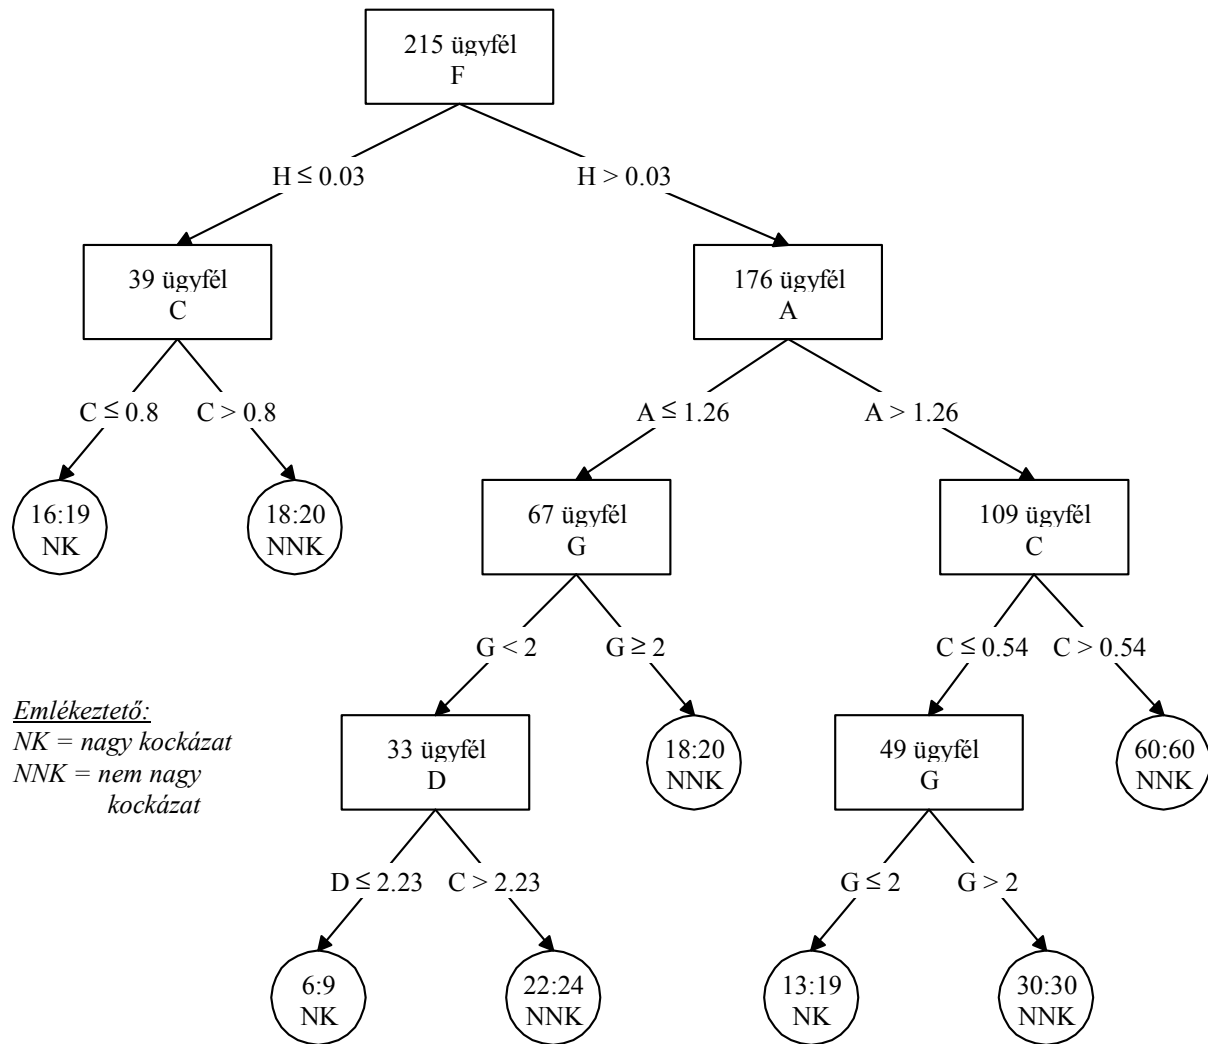 215 ügyfél
F
H ≤ 0.03
H > 0.03
39 ügyfél
C
176 ügyfél
A
C ≤ 0.8
C > 0.8
A ≤ 1.26
A > 1.26
16:19
NK
18:20
NNK
67 ügyfél
G
109 ügyfél
C
G < 2
G ≥ 2
C ≤ 0.54
C > 0.54
Emlékeztető:
NK = nagy kockázat
NNK = nem nagy
kockázat
33 ügyfél
D
18:20
NNK
49 ügyfél
G
60:60
NNK
D ≤ 2.23
C > 2.23
G ≤ 2
G > 2
6:9
NK
22:24
NNK
13:19
NK
30:30
NNK